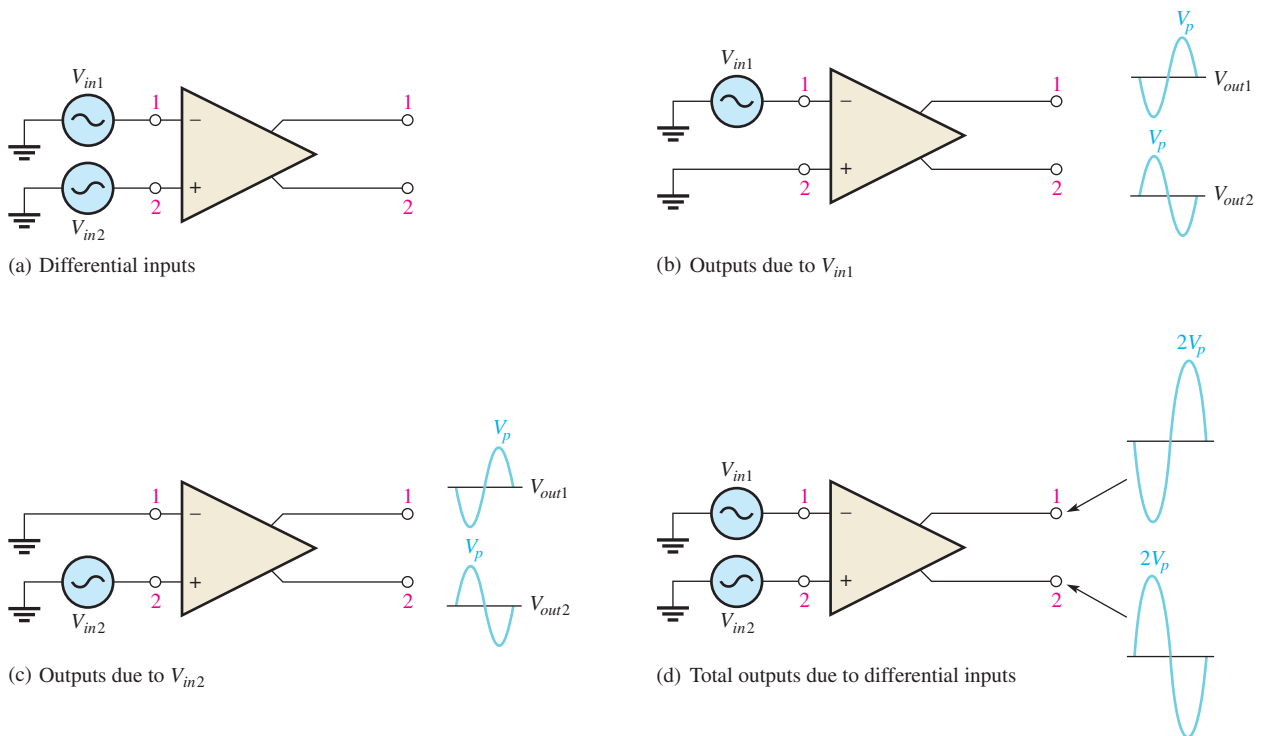 V_in1
1
−
+
2
V_in2
1
2
(a) Differential inputs
V_in1
1
−
+
2
1
2
V_p
V_out1
V_p
V_out2
(b) Outputs due to V_in1
1
−
+
2
V_in2
1
2
V_p
V_out1
V_p
V_out2
(c) Outputs due to V_in2
V_in1
1
−
+
2
V_in2
1
2
2V_p
2V_p
(d) Total outputs due to differential inputs